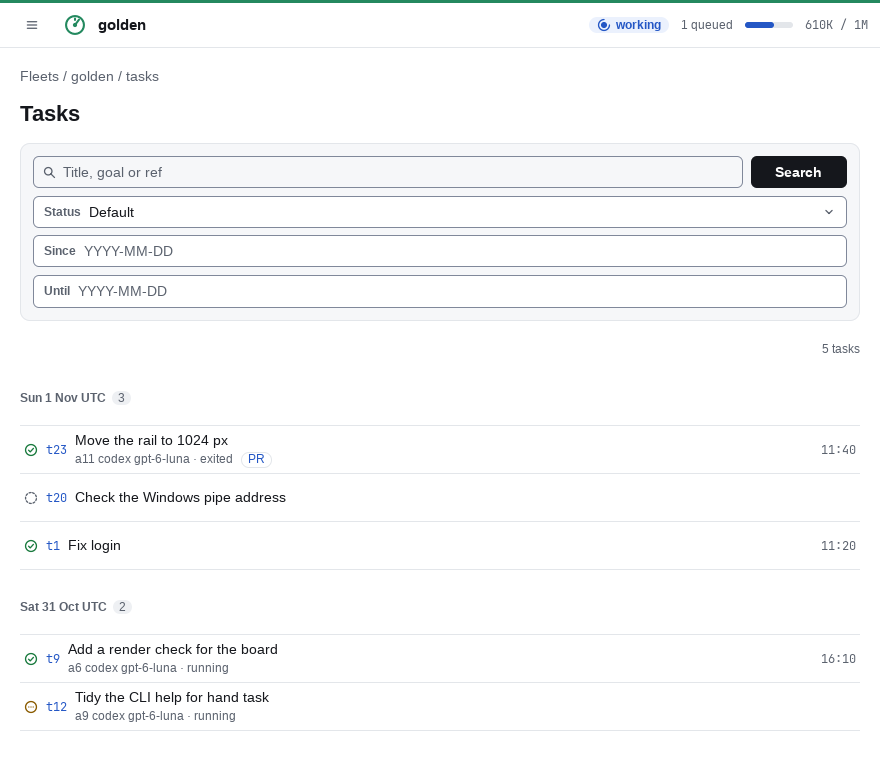 golden
working 1 queued 610K / 1M
Fleets / golden / tasks
Tasks
Title, goal or ref Search
Status Default
Since YYYY-MM-DD
Until YYYY-MM-DD
5 tasks
Sun 1 Nov UTC 3
t23 Move the rail to 1024 px 11:40
a11 codex gpt-6-luna · exited PR
t20 Check the Windows pipe address
t1 Fix login 11:20
Sat 31 Oct UTC 2
t9 Add a render check for the board 16:10
a6 codex gpt-6-luna · running
t12 Tidy the CLI help for hand task
a9 codex gpt-6-luna · running